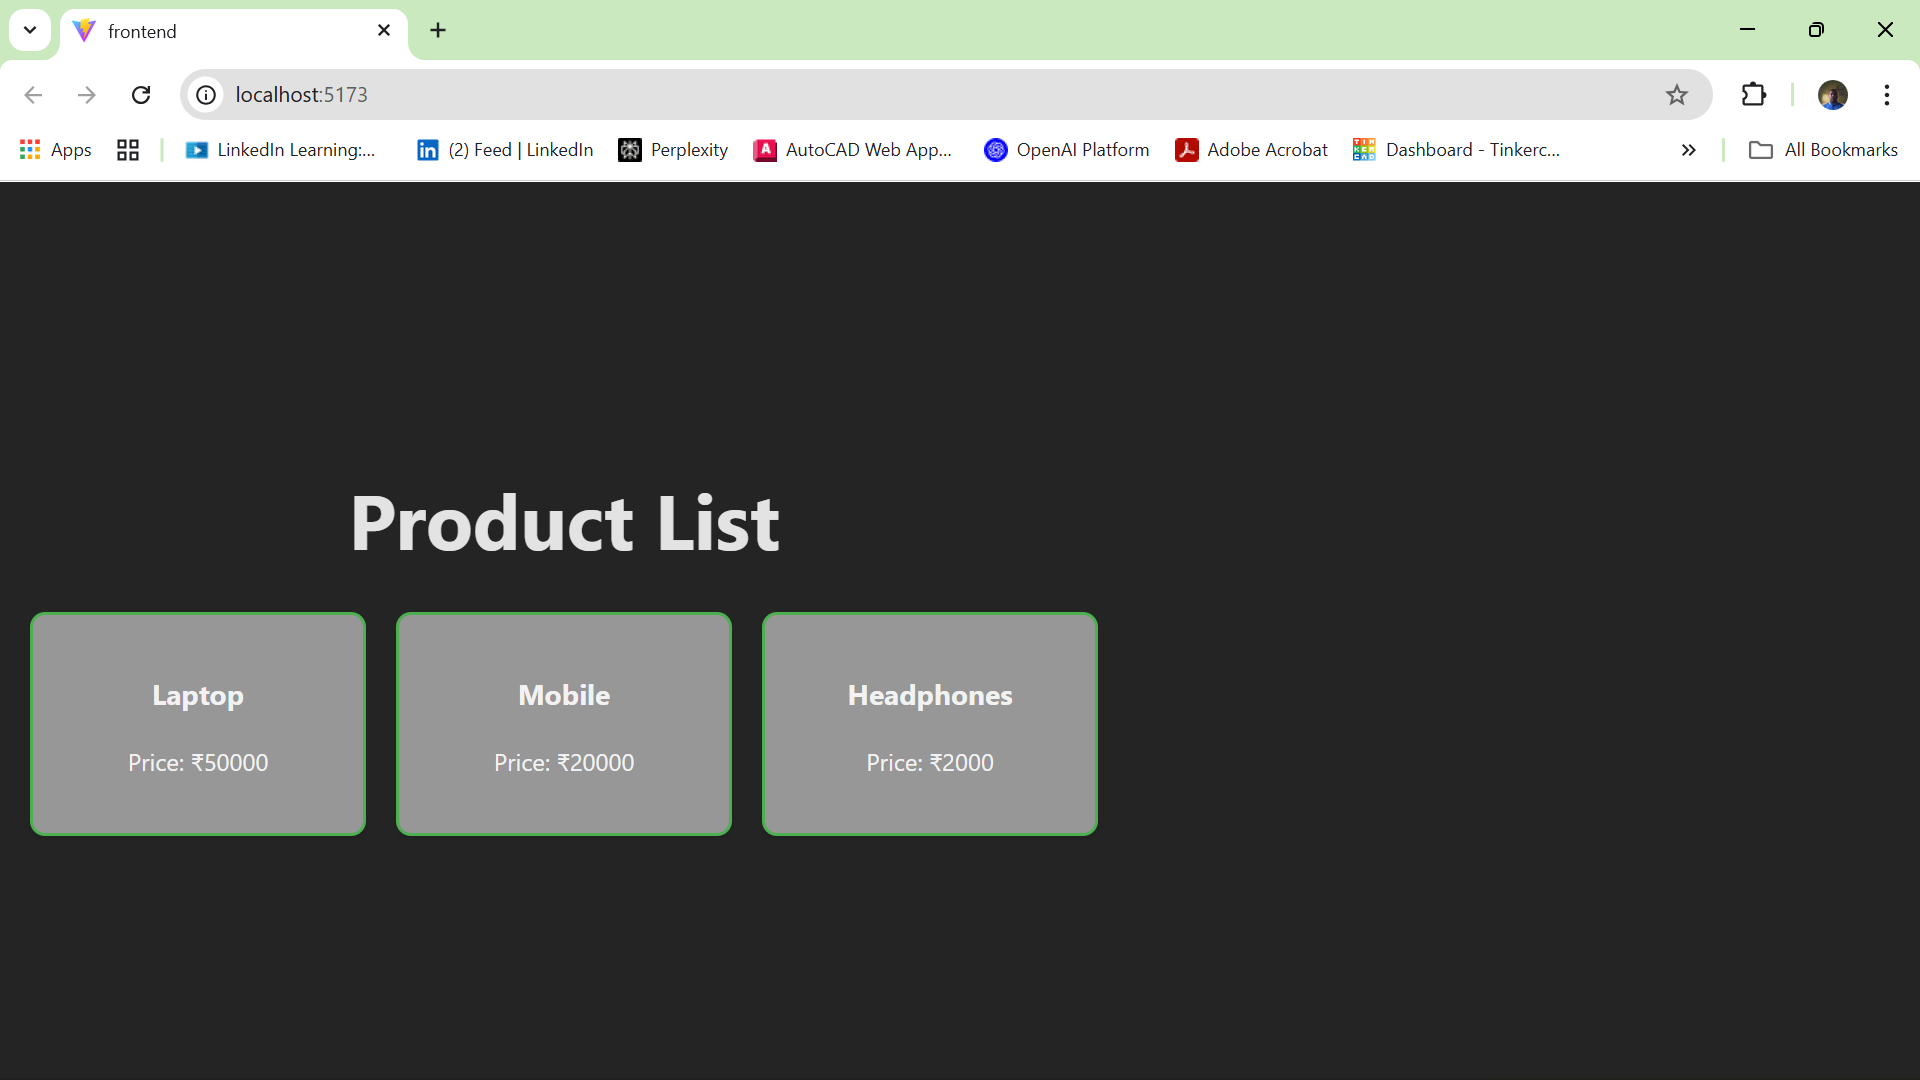 frontend
localhost:5173
Apps LinkedIn Learning:... (2) Feed | LinkedIn Perplexity AutoCAD Web App... OpenAI Platform Adobe Acrobat Dashboard - Tinkerc... All Bookmarks
Product List
Laptop Mobile Headphones
Price: ₹50000 Price: ₹20000 Price: ₹2000